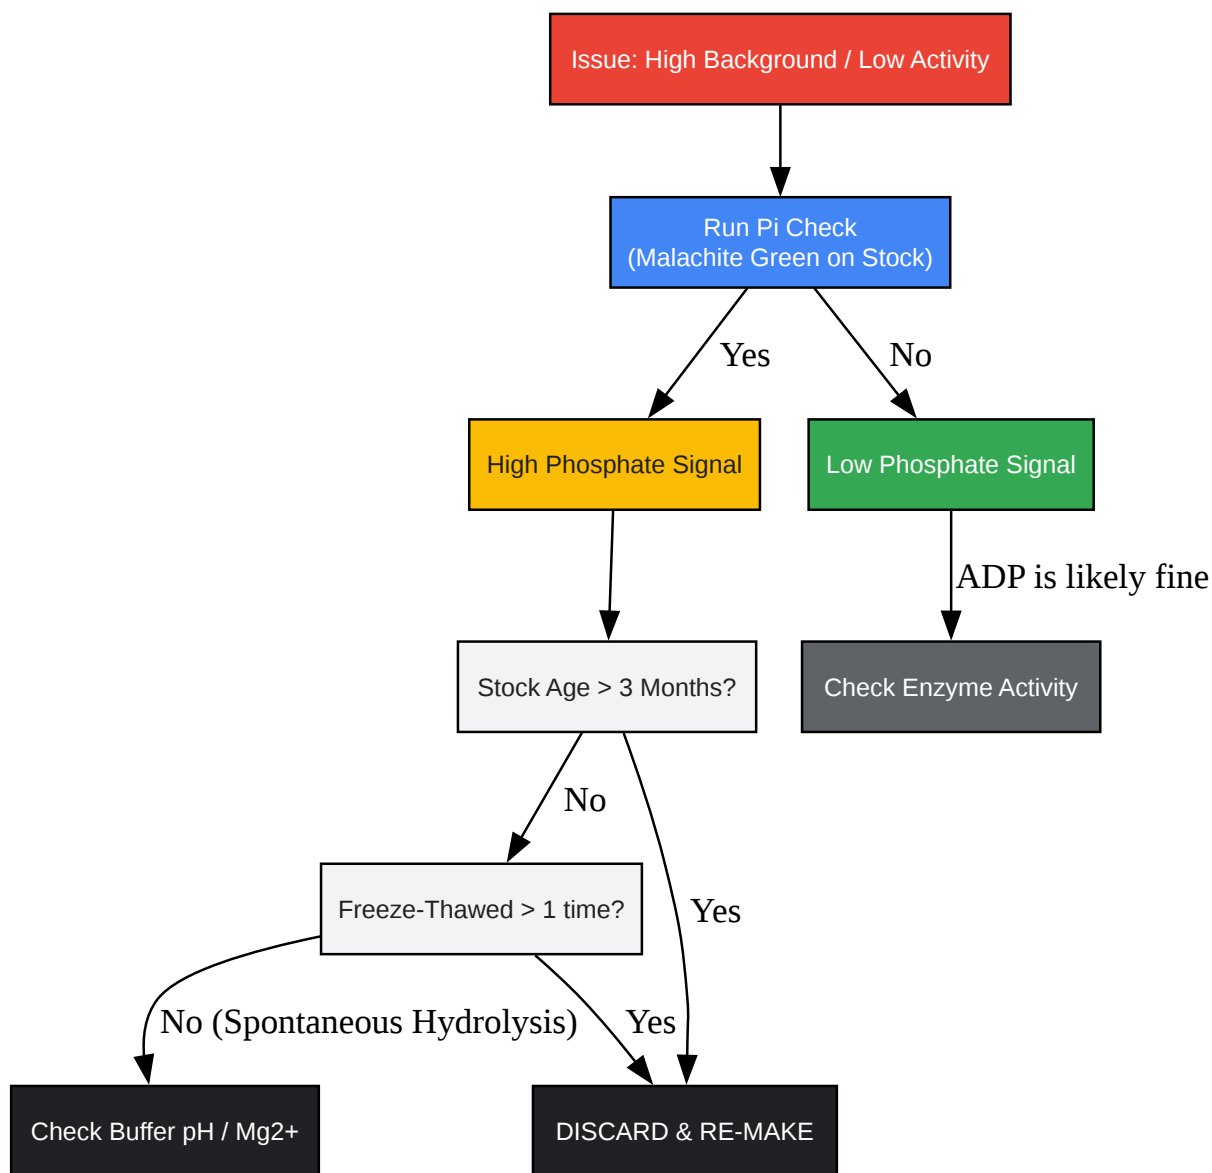 Issue: High Background / Low Activity
Run Pi Check
(Malachite Green on Stock)
Yes
No
High Phosphate Signal
Low Phosphate Signal
ADP is likely fine
Stock Age > 3 Months?
Check Enzyme Activity
No
Freeze-Thawed > 1 time?
Yes
No (Spontaneous Hydrolysis)
Yes
Check Buffer pH / Mg2+
DISCARD & RE-MAKE